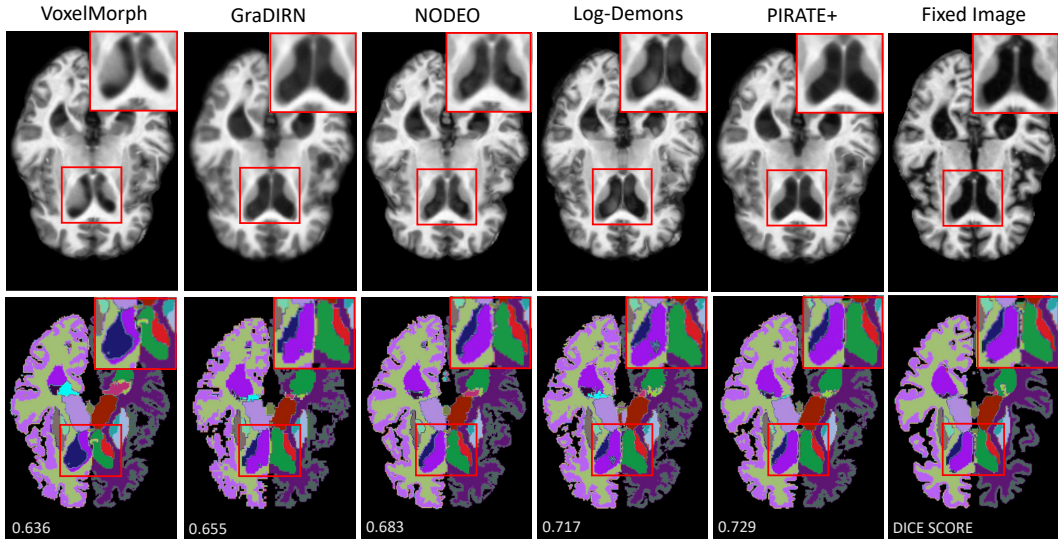 VoxelMorph GraDIRN NODEO Log-Demons PIRATE+ Fixed Image
0.636 0.655 0.683 0.717 0.729 DICE SCORE